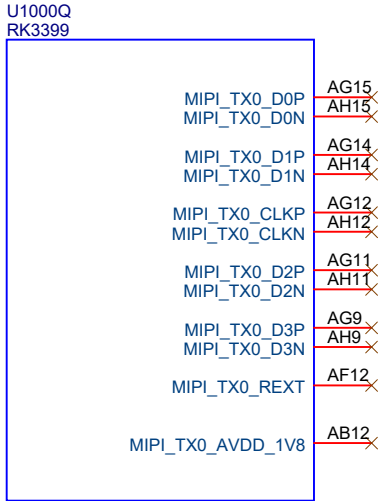 U1000Q
RK3399
MIPI_TX0_D0P AG15
MIPI_TX0_D0N AH15
MIPI_TX0_D1P AG14
MIPI_TX0_D1N AH14
MIPI_TX0_CLKP AG12
MIPI_TX0_CLKN AH12
MIPI_TX0_D2P AG11
MIPI_TX0_D2N AH11
MIPI_TX0_D3P AG9
MIPI_TX0_D3N AH9
MIPI_TX0_REXT AF12
MIPI_TX0_AVDD_1V8 AB12